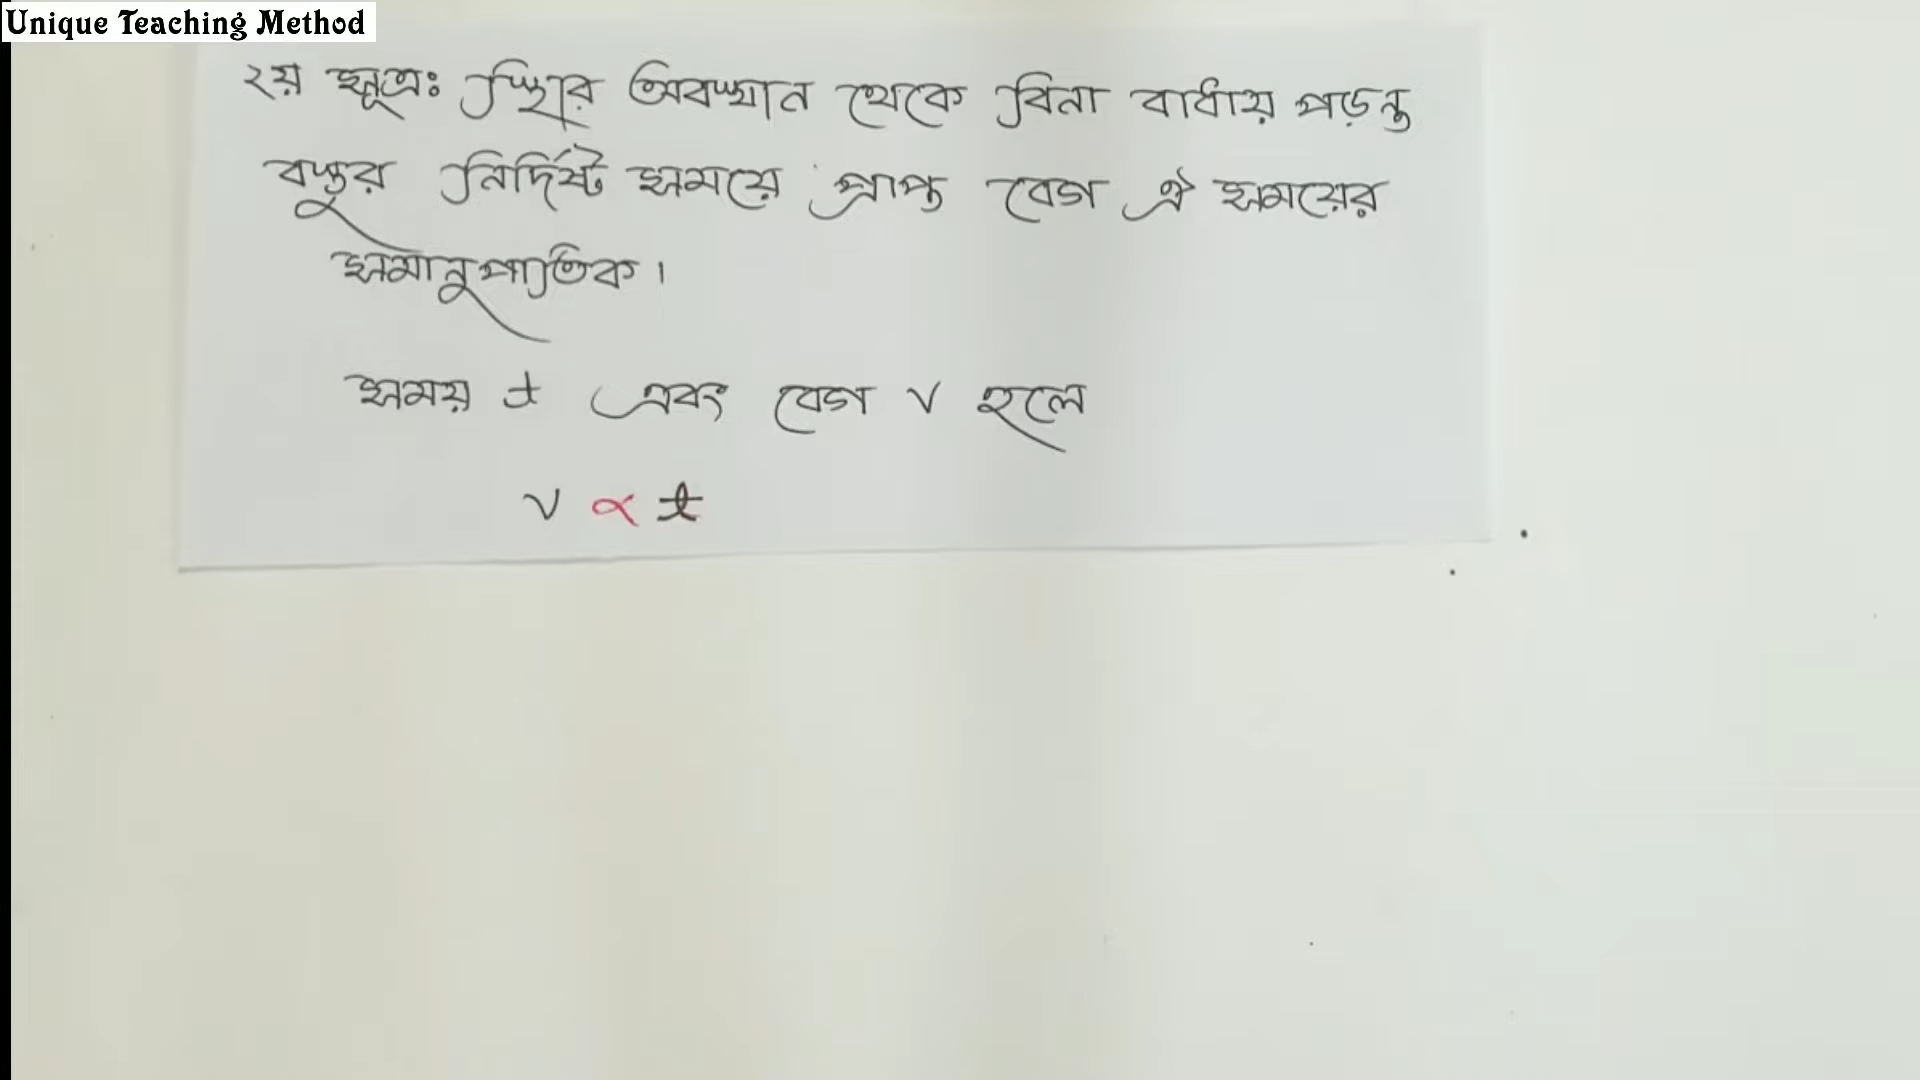 Unique Teaching Method
২য় সূত্রঃ স্থির অবস্থান থেকে বিনা বাধায় পড়ন্ত
বস্তুর নির্দিষ্ট সময়ে প্রাপ্ত বেগ ঐ সময়ের
সমানুপাতিক।
সময় t এবং বেগ v হলে
v ∝ t